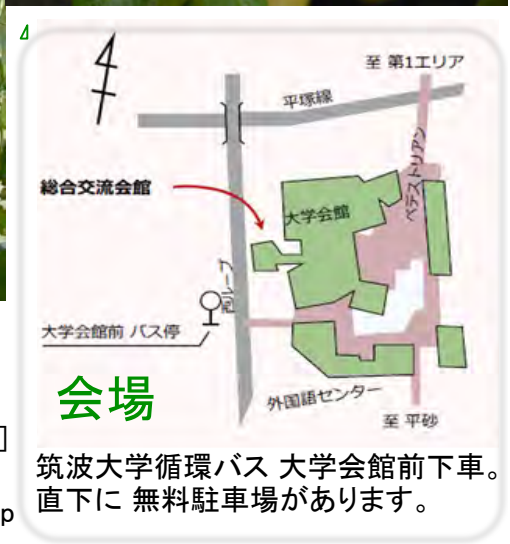 至 第1エリア
平塚線
ペデストリアン
総合交流会館
大学会館
西ループ
大学会館前 バス停
会場
外国語センター
至 平砂
筑波大学循環バス 大学会館前下車。
直下に 無料駐車場があります。
]
p